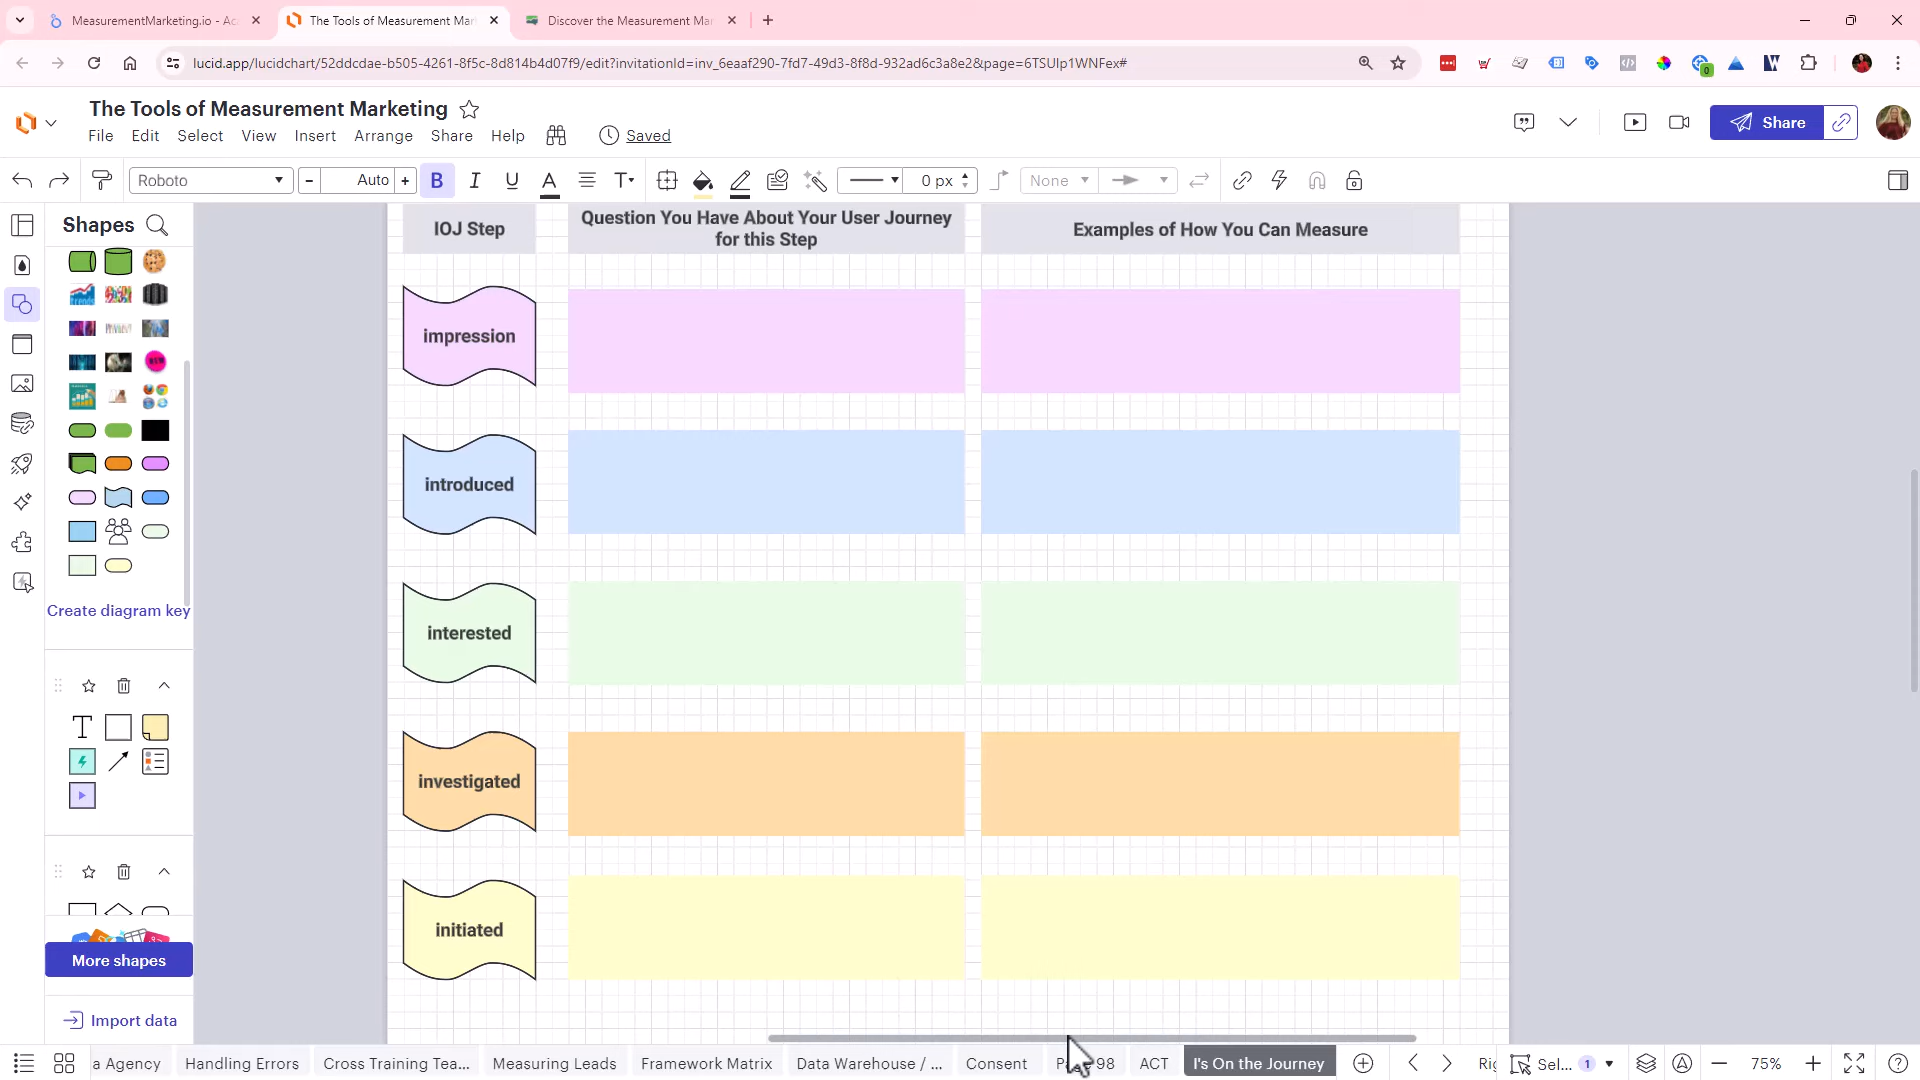 MeasurementMarketing.io - Ac
The Tools of Measurement Mar
Discover the Measurement Ma
lucid.app/lucidchart/52ddcdae-b505-4261-8f5c-8d814b4d07f9/edit?invitationId=inv_6eaaf290-7fd7-49d3-8f8d-932ad6c3a8e2&page=6TSUlp1WNFex#
The Tools of Measurement Marketing
File Edit Select View Insert Arrange Share Help Saved
Share
Roboto Auto B I U A T 0 px None
Shapes
IOJ Step
Question You Have About Your User Journey
for this Step
Examples of How You Can Measure
impression
introduced
interested
investigated
initiated
Create diagram key
T
More shapes
Import data
a Agency Handling Errors Cross Training Tea... Measuring Leads Framework Matrix Data Warehouse / ... Consent 98 ACT I's On the Journey Sel... 1 75%